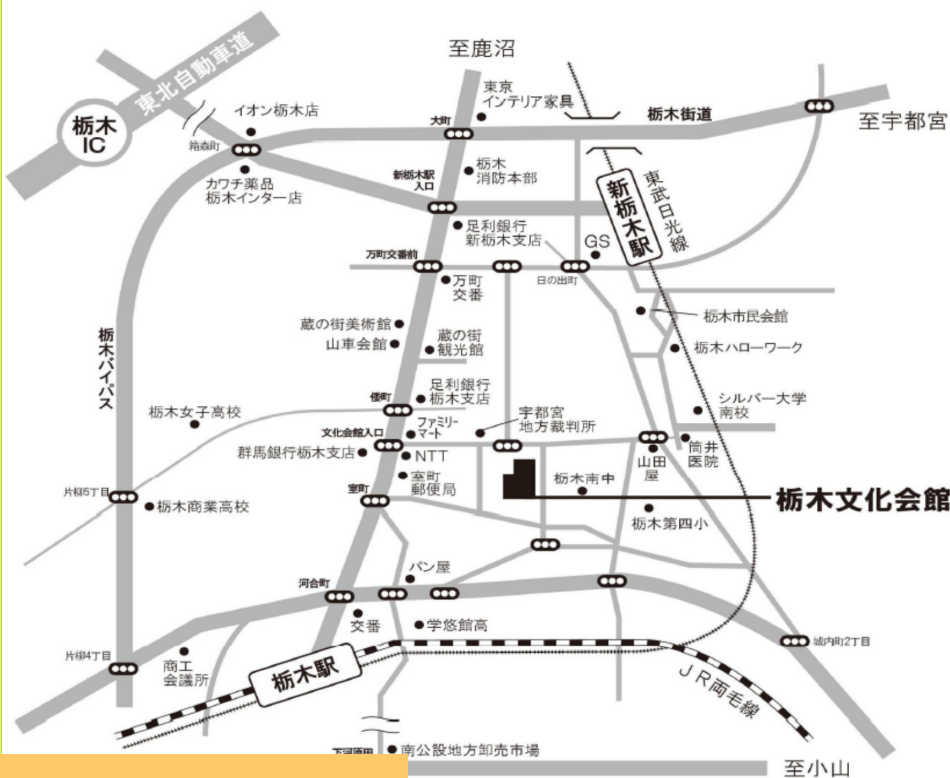 至鹿沼
東北自動車道
東京
インテリア家具
イオン栃木店
大町
栃木街道
栃木
IC
至宇都宮
箱森町
栃木
消防本部
カワチ薬品
栃木インター店
新栃木駅
入口
新栃木駅
東武日光線
足利銀行
新栃木支店
GS
万町交番前
日の出町
万町
交番
栃木市民会館
蔵の街美術館
山車会館
蔵の街
観光館
栃木ハローワーク
栃木バイパス
足利銀行
栃木支店
倭町
シルバー大学
南校
栃木女子高校
ファミリー
マート
宇都宮
地方裁判所
文化会館入口
群馬銀行栃木支店
NTT
山田
屋
筒井
医院
室町
郵便局
栃木南中
室町
片柳5丁目
栃木商業高校
栃木文化会館
栃木第四小
パン屋
河合町
交番
学悠館高
城内町2丁目
片柳4丁目
商工
会議所
栃木駅
JR両毛線
南公設地方卸売市場
至小山